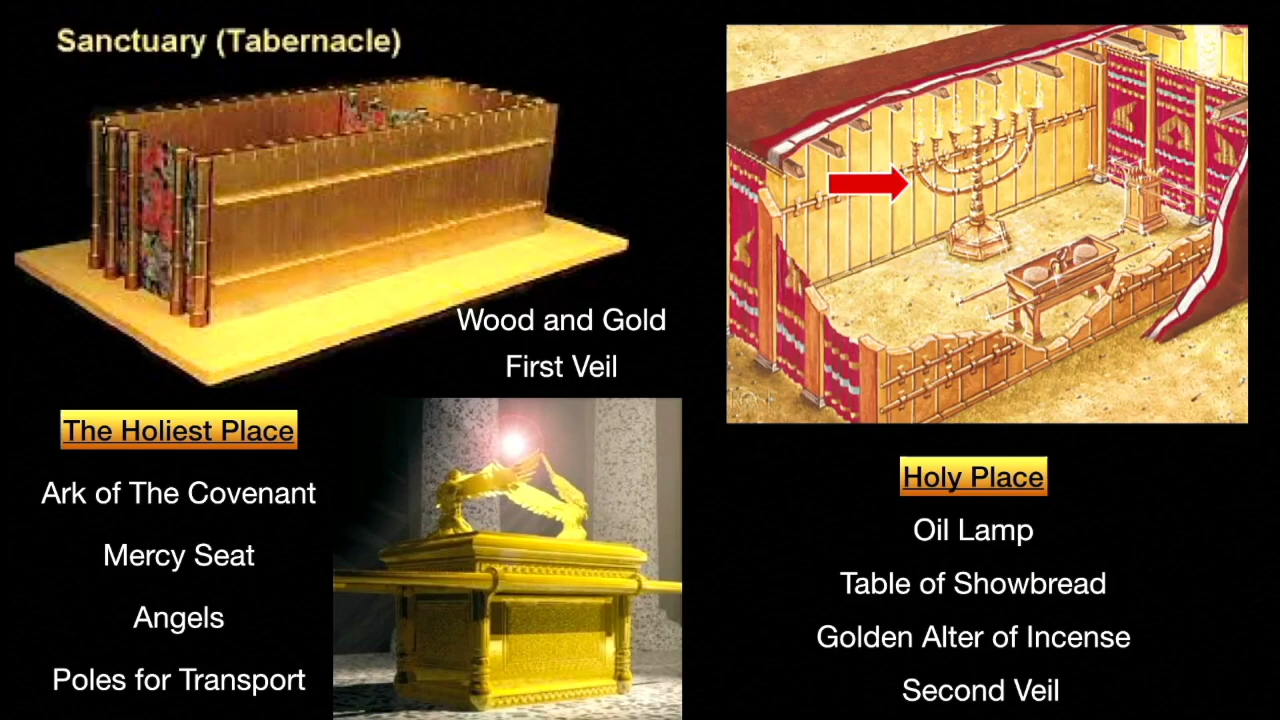 Sanctuary (Tabernacle)
Wood and Gold
First Veil
The Holiest Place
Ark of The Covenant
Mercy Seat
Angels
Poles for Transport
Holy Place
Oil Lamp
Table of Showbread
Golden Alter of Incense
Second Veil